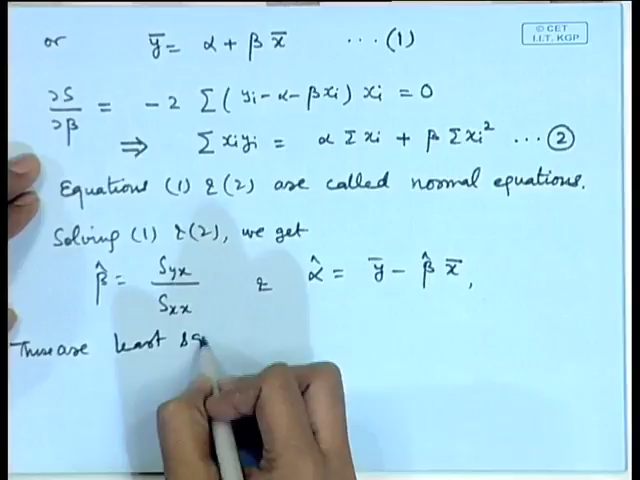 or ȳ = α + β x̄ ... (1)
© CET
I.I.T. KGP
∂S/∂β = -2 Σ (yi - α - βxi) xi = 0
⇒ Σ xiyi = α Σ xi + β Σ xi² ... (2)
Equations (1) & (2) are called normal equations.
Solving (1) & (2), we get
β̂ = Syx/Sxx & α̂ = ȳ - β̂ x̄,
These are least sq